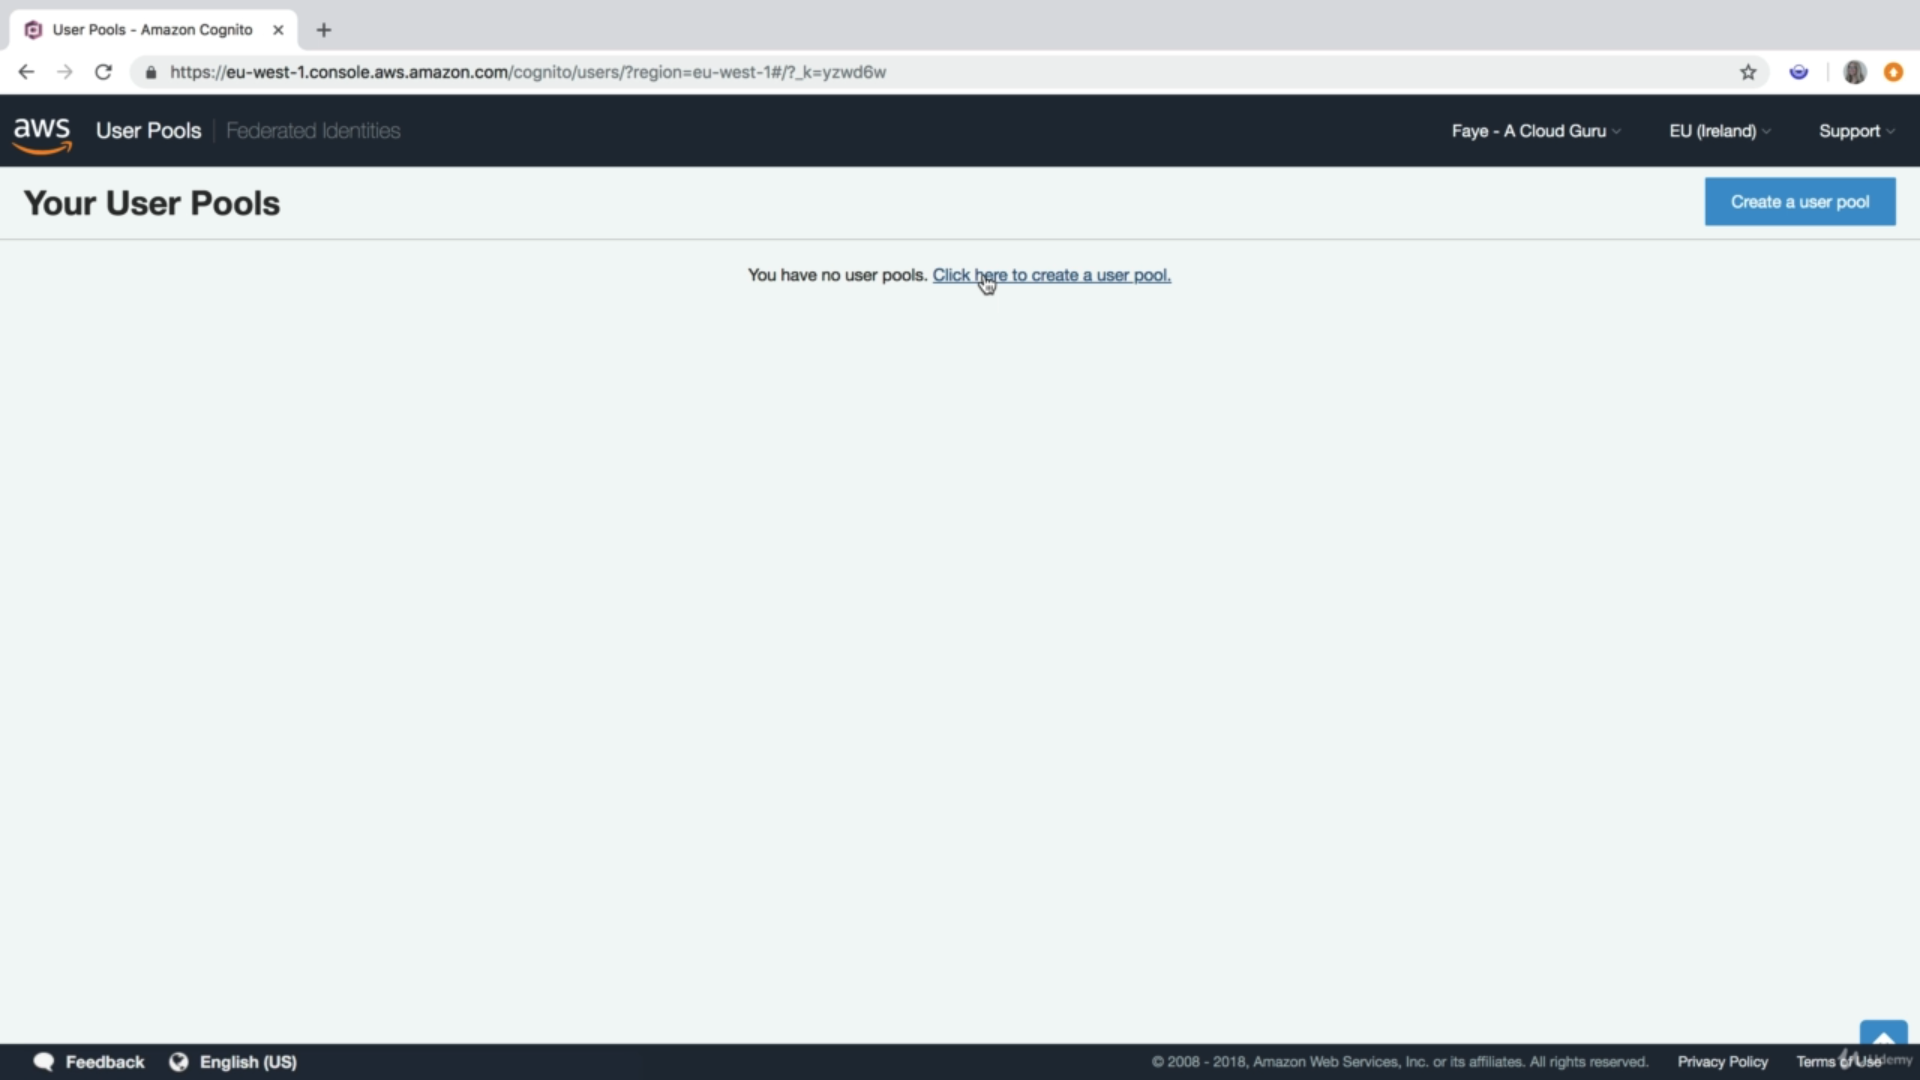 User Pools - Amazon Cognito
https://eu-west-1.console.aws.amazon.com/cognito/users/?region=eu-west-1#/?_k=yzwd6w
aws User Pools Federated Identities Faye - A Cloud Guru EU (Ireland) Support
Your User Pools Create a user pool
You have no user pools. Click here to create a user pool.
Feedback English (US) © 2008 - 2018, Amazon Web Services, Inc. or its affiliates. All rights reserved. Privacy Policy Terms of Use
Udemy